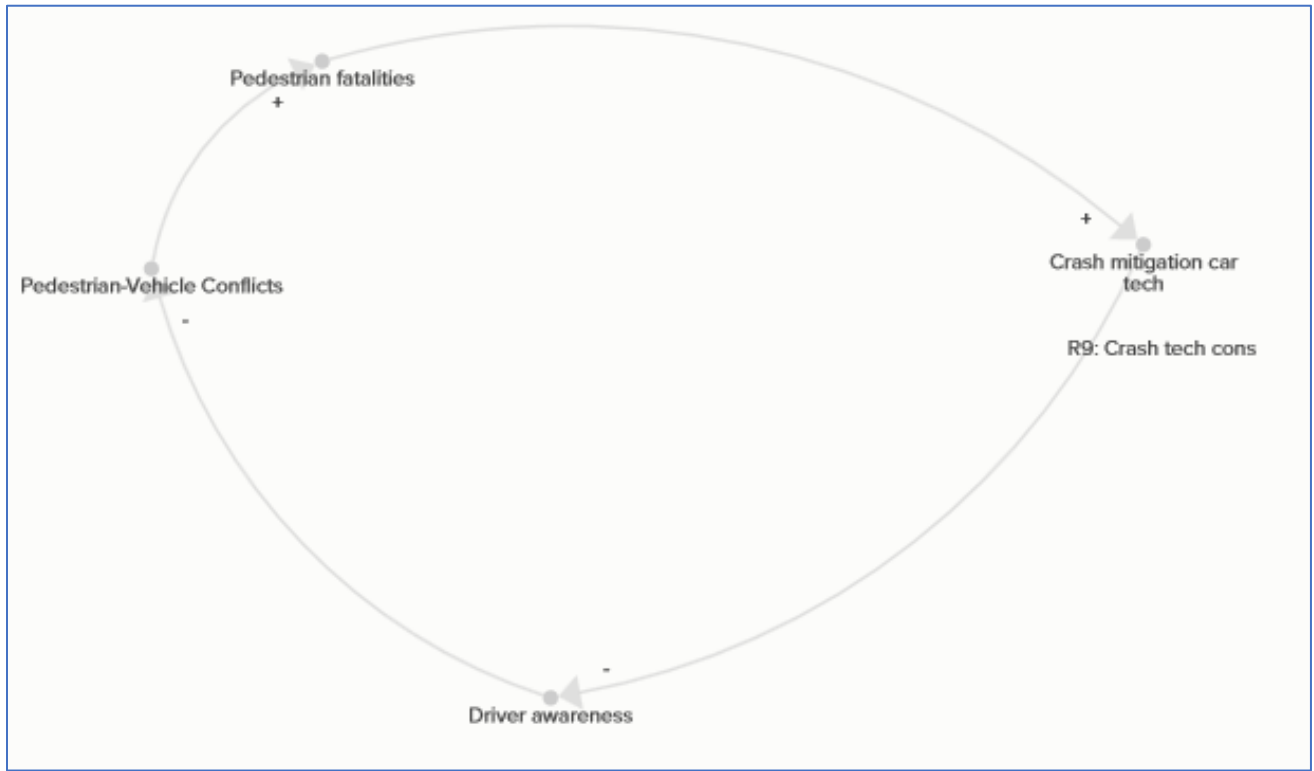 Pedestrian fatalities
+
+
Crash mitigation car
tech
Pedestrian-Vehicle Conflicts
-
R9: Crash tech cons
-
Driver awareness